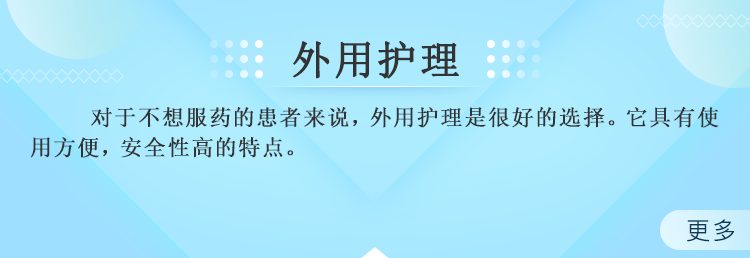 外用护理
对于不想服药的患者来说，外用护理是很好的选择。它具有使
用方便，安全性高的特点。
更多